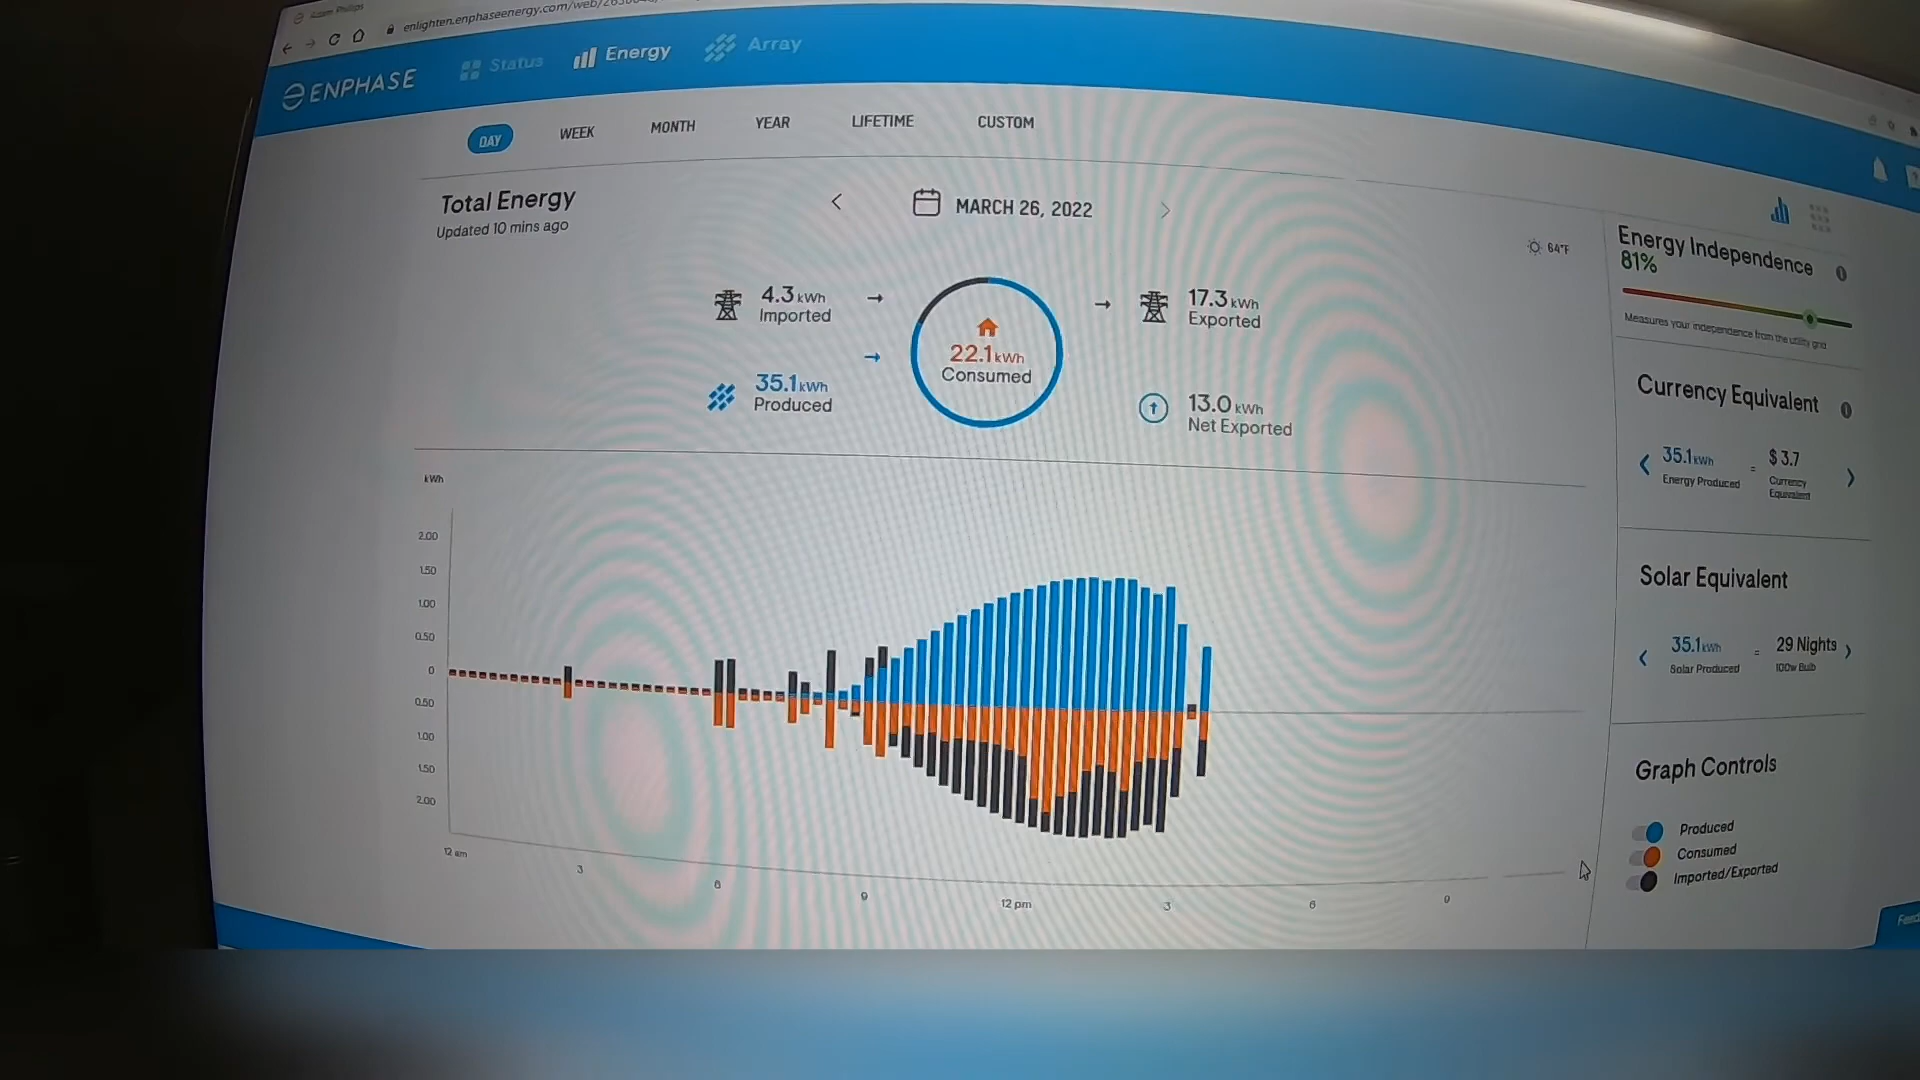 Adam Phillips
enlighten.enphaseenergy.com/web/
ENPHASE
Status
Energy
Array
DAY
WEEK
MONTH
YEAR
LIFETIME
CUSTOM
Total Energy
Updated 10 mins ago
MARCH 26, 2022
64°F
4.3 kWh
Imported
35.1 kWh
Produced
22.1 kWh
Consumed
17.3 kWh
Exported
13.0 kWh
Net Exported
kWh
2.00
1.50
1.00
0.50
0
0.50
1.00
1.50
2.00
12 am
3
6
9
12 pm
3
6
9
Energy Independence
81%
Measures your independence from the utility grid
Currency Equivalent
35.1 kWh
Energy Produced
=
$ 3.7
Currency
Equivalent
Solar Equivalent
35.1 kWh
Solar Produced
=
29 Nights
100w Bulb
Graph Controls
Produced
Consumed
Imported/Exported